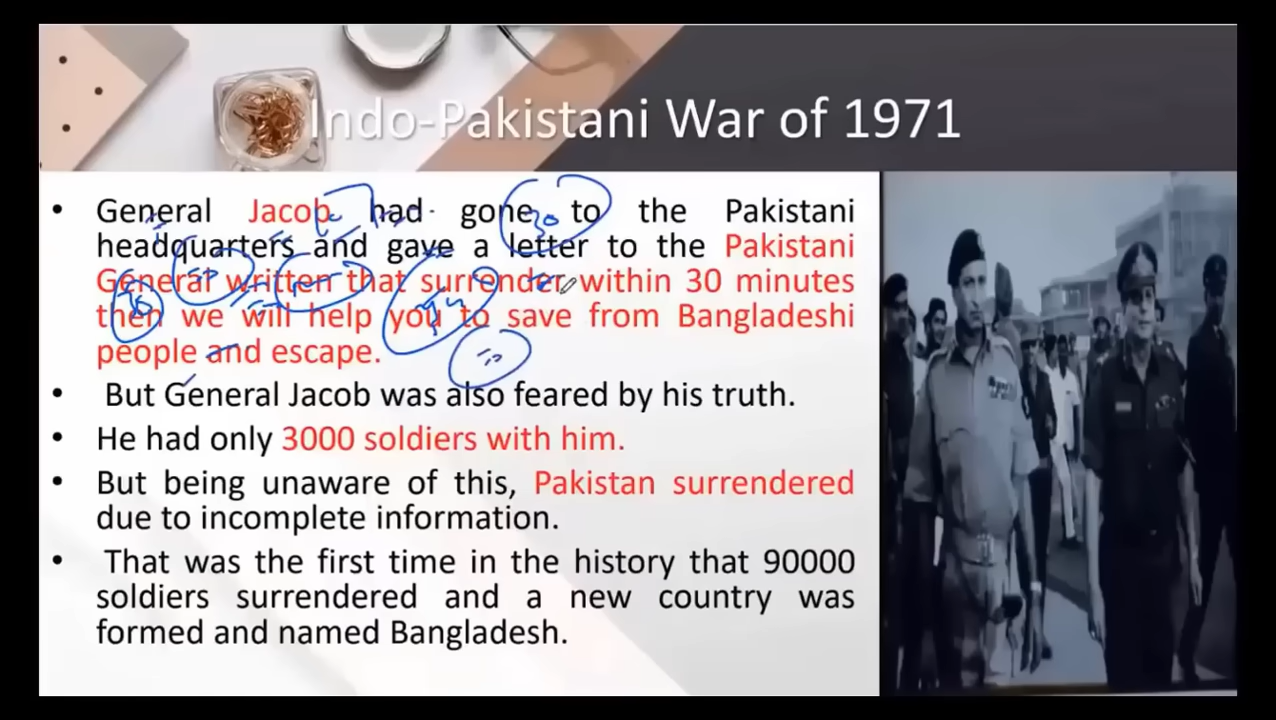 Indo-Pakistani War of 1971
• General Jacob had gone to the Pakistani
headquarters and gave a letter to the Pakistani
General written that surrender within 30 minutes
then we will help you to save from Bangladeshi
people and escape.
• But General Jacob was also feared by his truth.
• He had only 3000 soldiers with him.
• But being unaware of this, Pakistan surrendered
due to incomplete information.
• That was the first time in the history that 90000
soldiers surrendered and a new country was
formed and named Bangladesh.
30